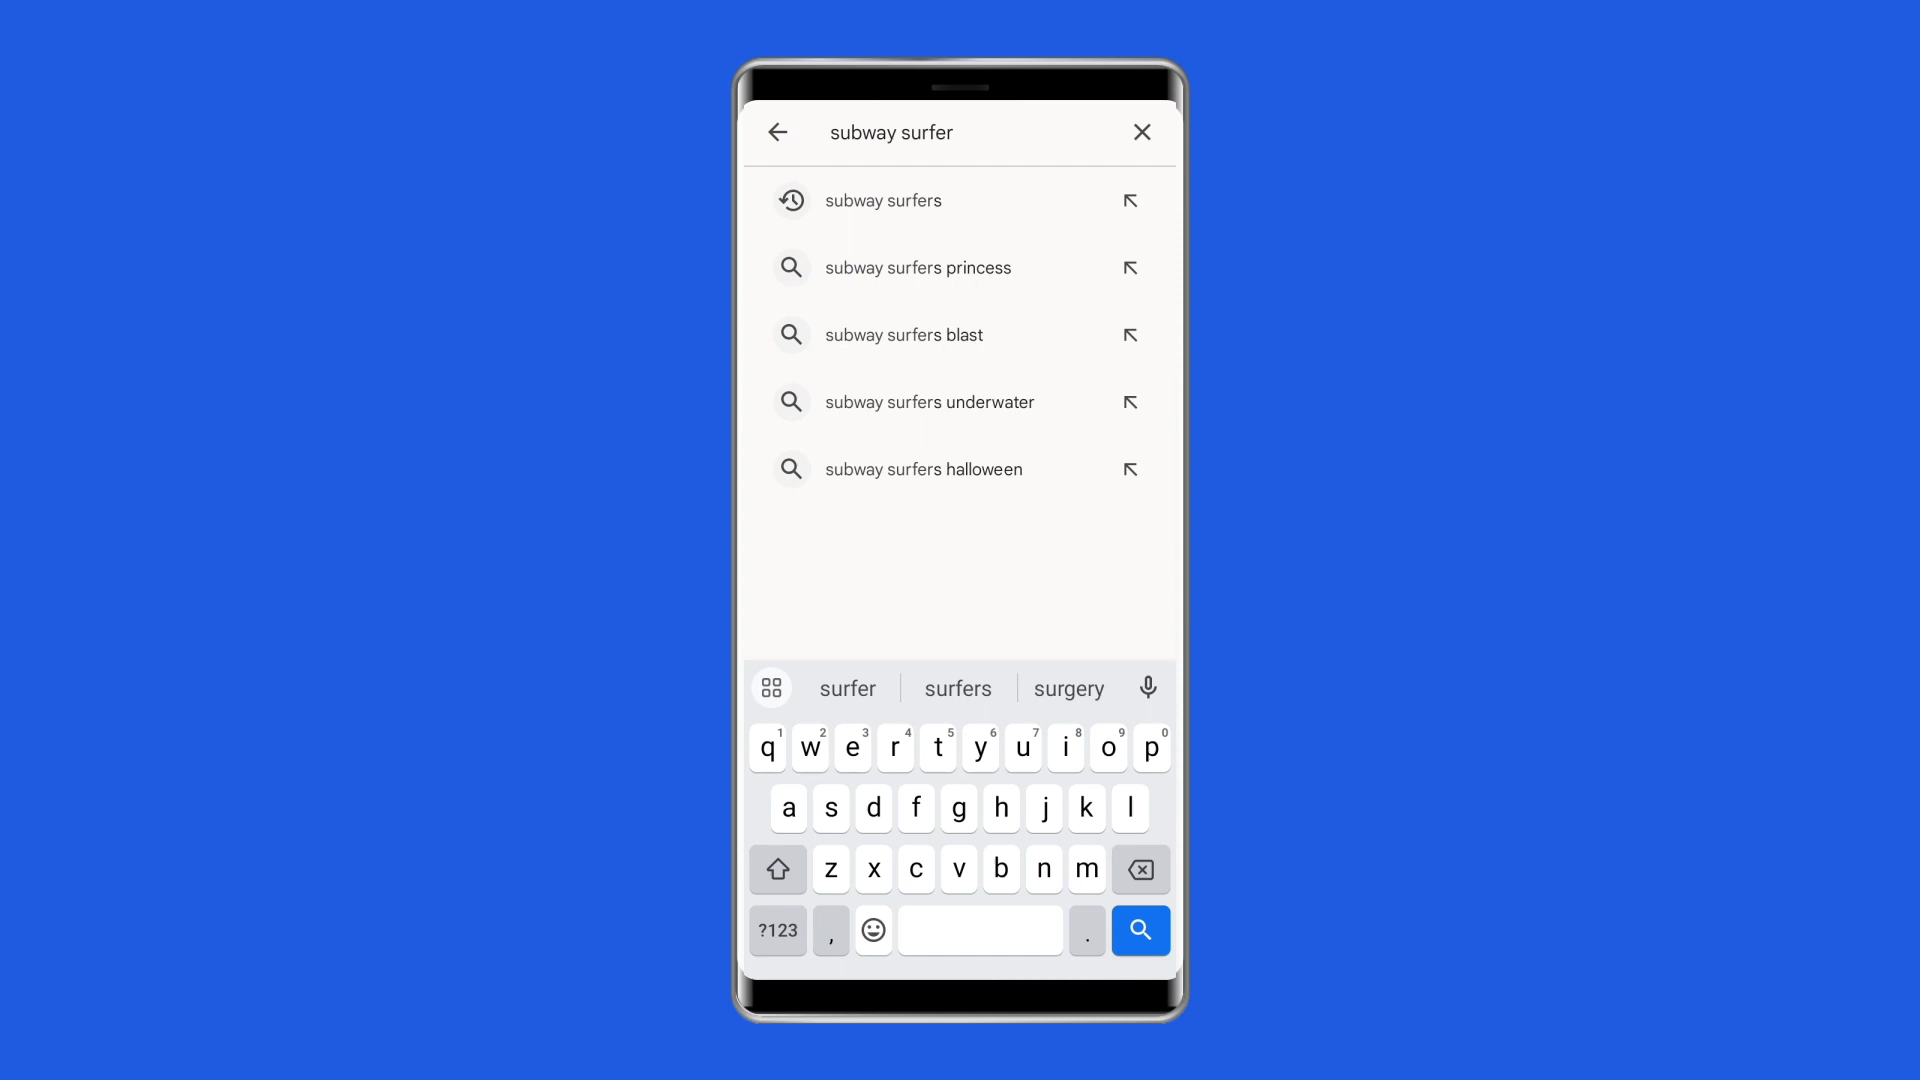 subway surfer
subway surfers
subway surfers princess
subway surfers blast
subway surfers underwater
subway surfers halloween
surfer surfers surgery
q1 w2 e3 r4 t5 y6 u7 i8 o9 p0
a s d f g h j k l
z x c v b n m
?123 , .